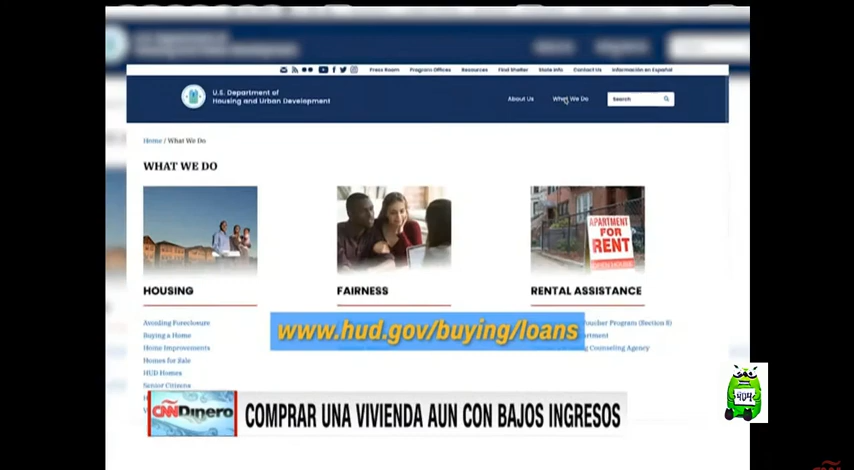 Press Room Program Offices Resources Find Shelter State Info Contact Us Información en Español
U.S. Department of
Housing and Urban Development
About Us What We Do Search
Home / What We Do
WHAT WE DO
APARTMENT
FOR
RENT
HOUSING
FAIRNESS
RENTAL ASSISTANCE
Avoiding Foreclosure
Buying a Home
Home Improvements
Homes for Sale
HUD Homes
Senior Citizens
www.hud.gov/buying/loans
Voucher Program (Section 8)
Counseling Agency
404
CNN Dinero
COMPRAR UNA VIVIENDA AUN CON BAJOS INGRESOS